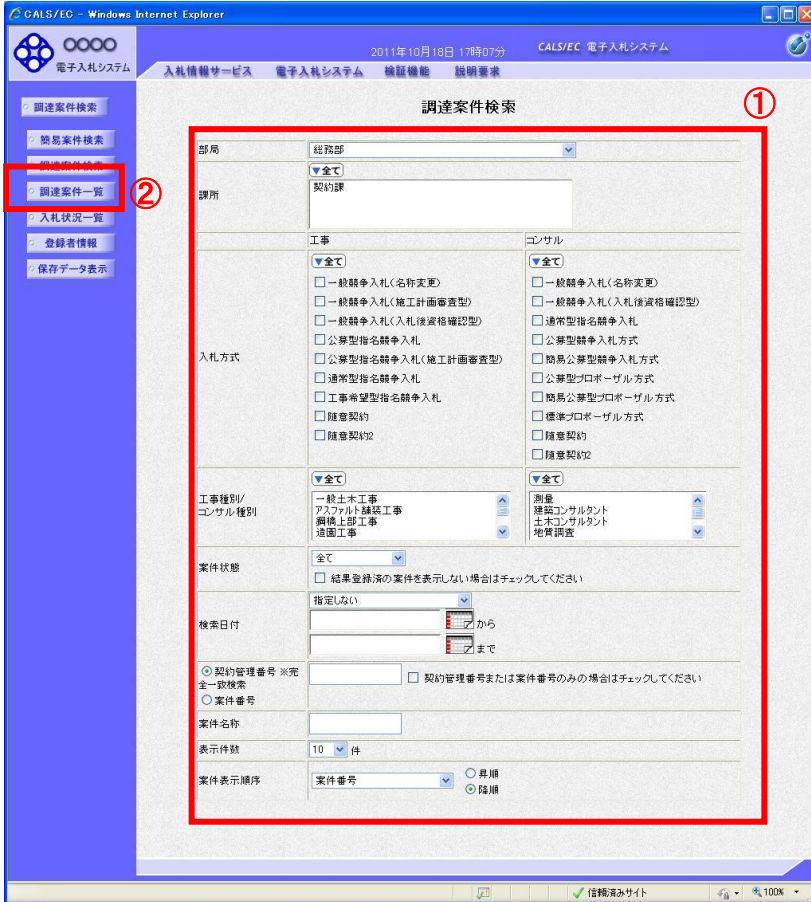 CALS/EC - Windows Internet Explorer
OOOO
電子入札システム
2011年10月18日 17時07分
CALS/EC 電子入札システム
入札情報サービス 電子入札システム 検証機能 説明要求
調達案件検索
簡易案件検索
調達案件検索
調達案件一覧
入札状況一覧
登録者情報
保存データ表示
②
調達案件検索
①
部局 総務部
課所 ▼全て
契約課
工事 コンサル
入札方式
▼全て ▼全て
一般競争入札(名称変更) 一般競争入札(名称変更)
一般競争入札(施工計画審査型) 一般競争入札(入札後資格確認型)
一般競争入札(入札後資格確認型) 通常型指名競争入札
公募型指名競争入札 公募型競争入札方式
公募型指名競争入札(施工計画審査型) 簡易公募型競争入札方式
通常型指名競争入札 公募型プロポーザル方式
工事希望型指名競争入札 簡易公募型プロポーザル方式
随意契約 標準プロポーザル方式
随意契約2 随意契約
随意契約2
工事種別/
コンサル種別
▼全て ▼全て
一般土木工事 測量
アスファルト舗装工事 建築コンサルタント
鋼橋上部工事 土木コンサルタント
造園工事 地質調査
案件状態 全て
結果登録済の案件を表示しない場合はチェックしてください
検索日付 指定しない
から
まで
契約管理番号 ※完
全一致検索
案件番号
契約管理番号または案件番号のみの場合はチェックしてください
案件名称
表示件数 10 件
案件表示順序 案件番号
昇順
降順
信頼済みサイト
100%